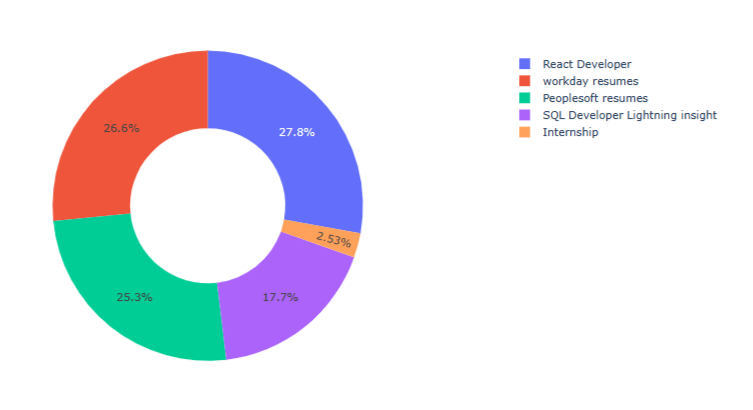 27.8%
26.6%
2.53%
25.3%
17.7%
React Developer
workday resumes
Peoplesoft resumes
SQL Developer Lightning insight
Internship